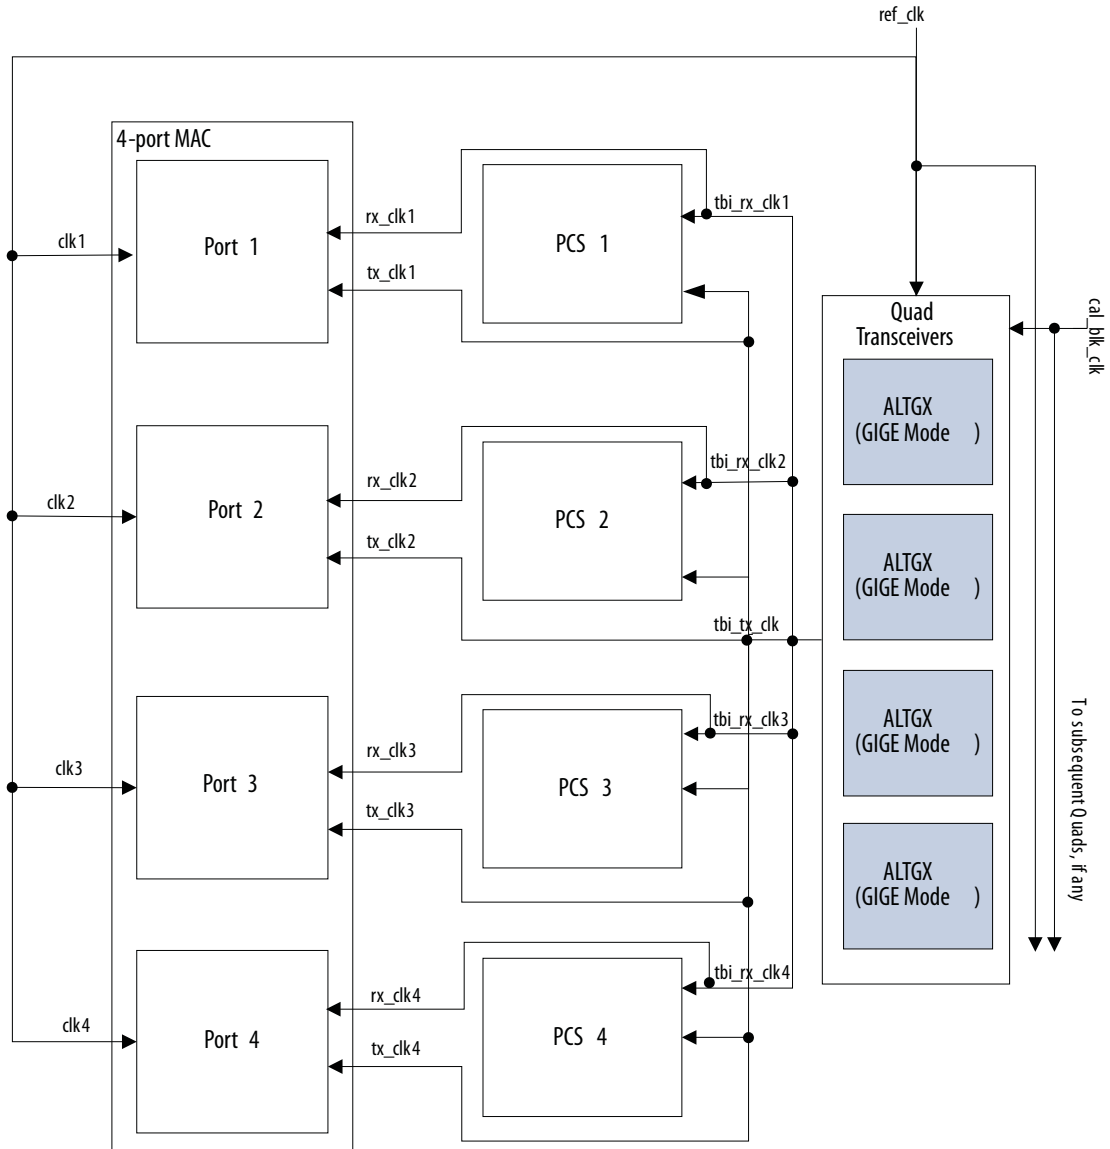 ref_clk
4-port MAC
clk1
Port 1
rx_clk1
tx_clk1
PCS 1
tbi_rx_clk1
Quad
Transceivers
cal_blk_clk
ALTGX
(GIGE Mode )
clk2
Port 2
rx_clk2
tx_clk2
PCS 2
tbi_rx_clk2
ALTGX
(GIGE Mode )
tbi_tx_clk
clk3
Port 3
rx_clk3
tx_clk3
PCS 3
tbi_rx_clk3
ALTGX
(GIGE Mode )
To subsequent Quads, if any
ALTGX
(GIGE Mode )
clk4
Port 4
rx_clk4
tx_clk4
PCS 4
tbi_rx_clk4